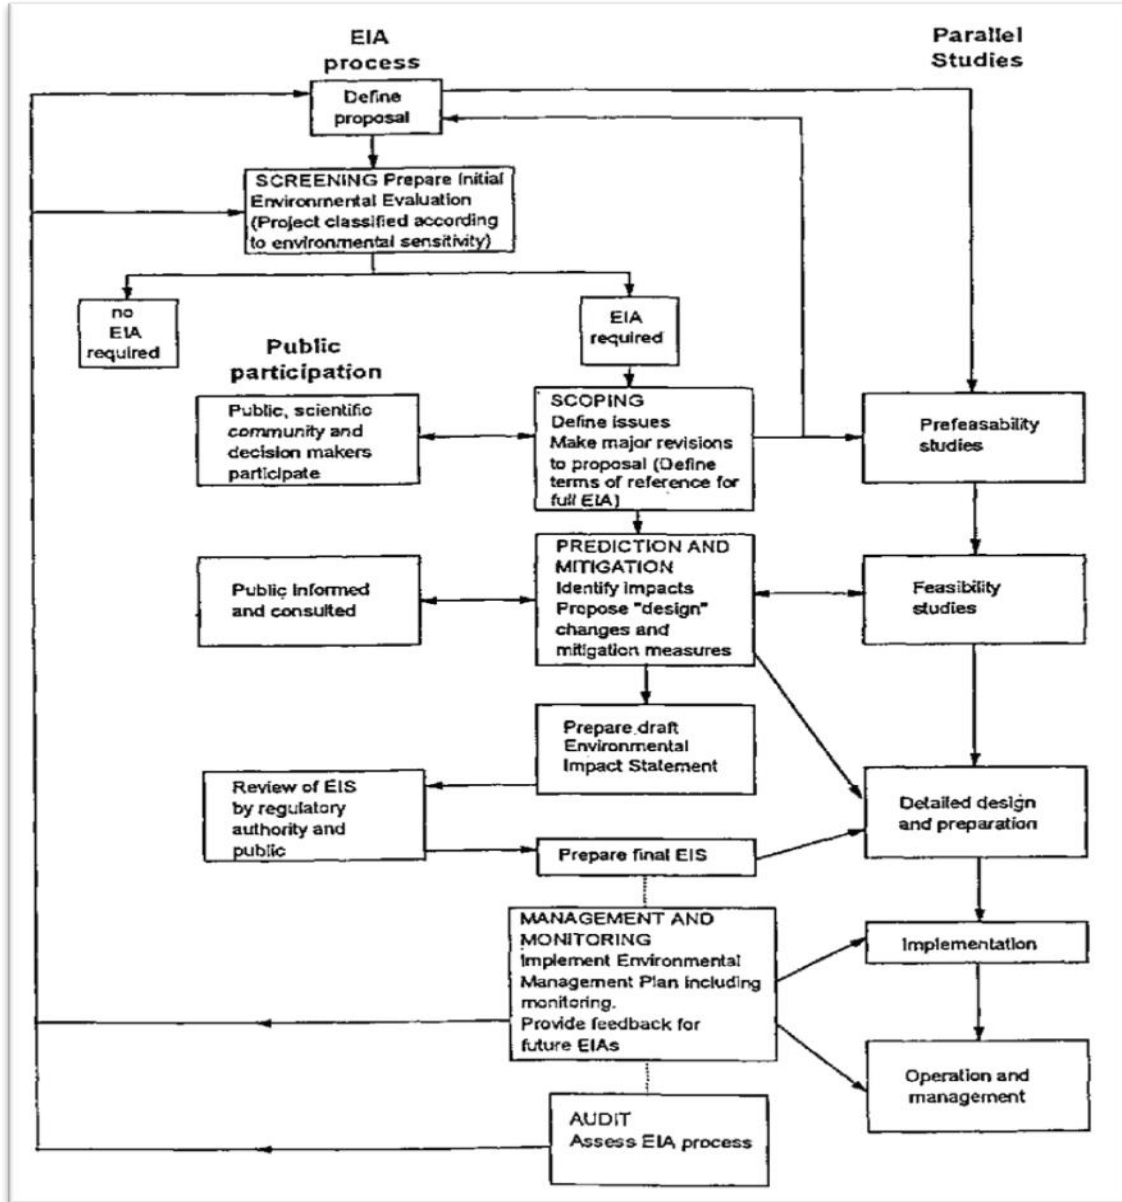 EIA
process
Parallel
Studies
Define
proposal
SCREENING Prepare Initial
Environmental Evaluation
(Project classified according
to environmental sensitivity)
no
EIA
required
EIA
required
Public
participation
Public, scientific
community and
decision makers
participate
SCOPING
Define issues
Make major revisions
to proposal (Define
terms of reference for
full EIA)
Prefeasability
studies
Public informed
and consulted
PREDICTION AND
MITIGATION
Identify impacts
Propose "design"
changes and
mitigation measures
Feasibility
studies
Prepare draft
Environmental
Impact Statement
Review of EIS
by regulatory
authority and
public
Detailed design
and preparation
Prepare final EIS
MANAGEMENT AND
MONITORING
Implement Environmental
Management Plan including
monitoring.
Provide feedback for
future EIAs
Implementation
Operation and
management
AUDIT
Assess EIA process